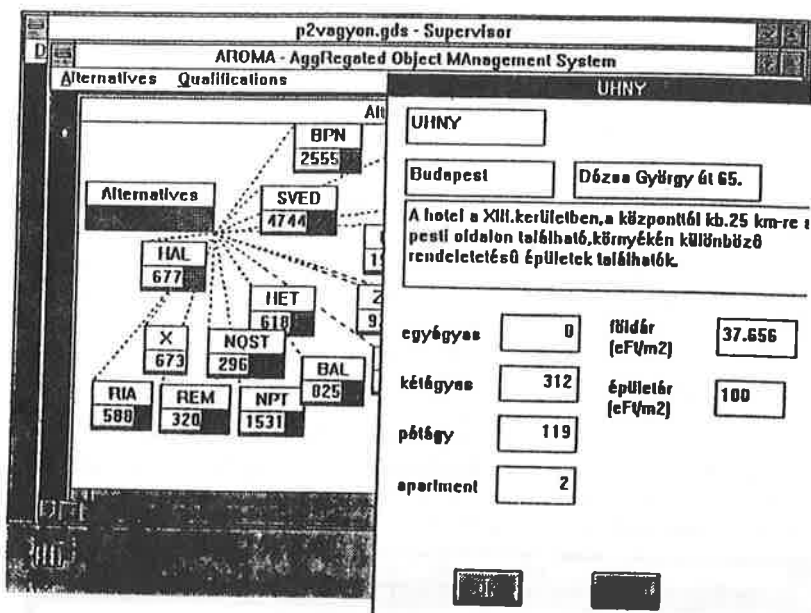 p2vagyon.gds - Supervisor
D
AROMA - AggRegated Object MAnagement System
Alternatives Qualifications
Alt
BPN
2555
Alternatives
SVED
4744
HAL
677
HET
618
X
673
NOST
296
BAL
825
RIA
588
REM
320
NPT
1531
UHNY
UHNY
Budapest
Dózsa György út 65.
A hotel a XIII.kerületben,a központtól kb.25 km-re a
pesti oldalon található,környékén különbözõ
rendeletetésû épületek találhatók.
egyágyas 0
földár (eFt/m2) 37.656
kétágyas 312
épületár (eFt/m2) 100
pótágy 119
apartment 2